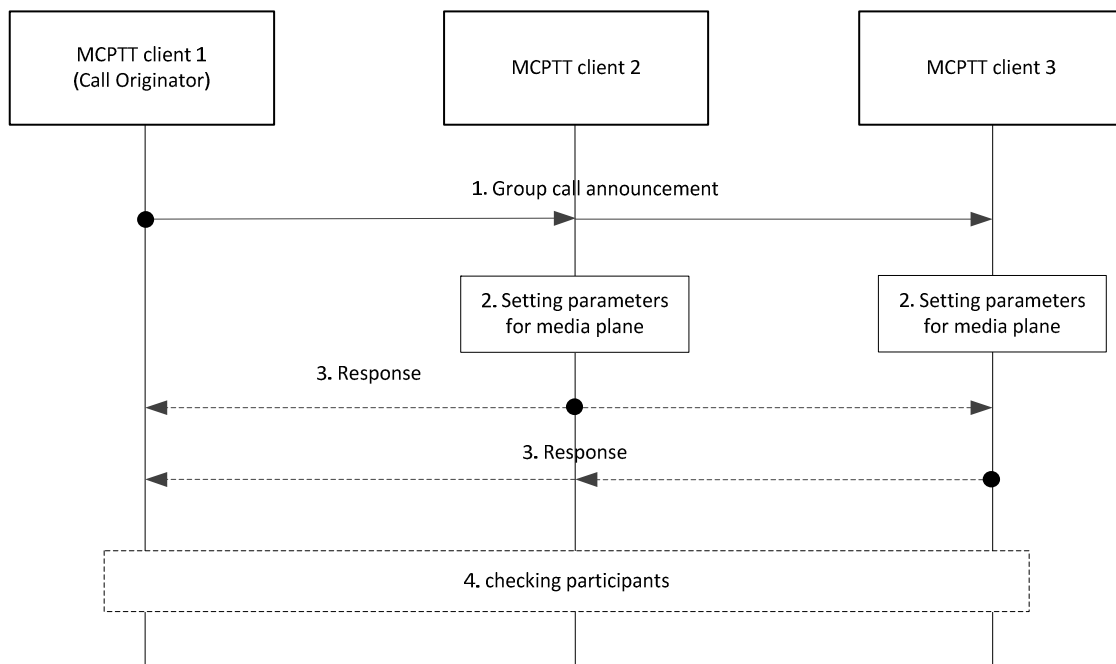 MCPTT client 1
(Call Originator)
MCPTT client 2
MCPTT client 3
1. Group call announcement
2. Setting parameters
for media plane
2. Setting parameters
for media plane
3. Response
3. Response
4. checking participants